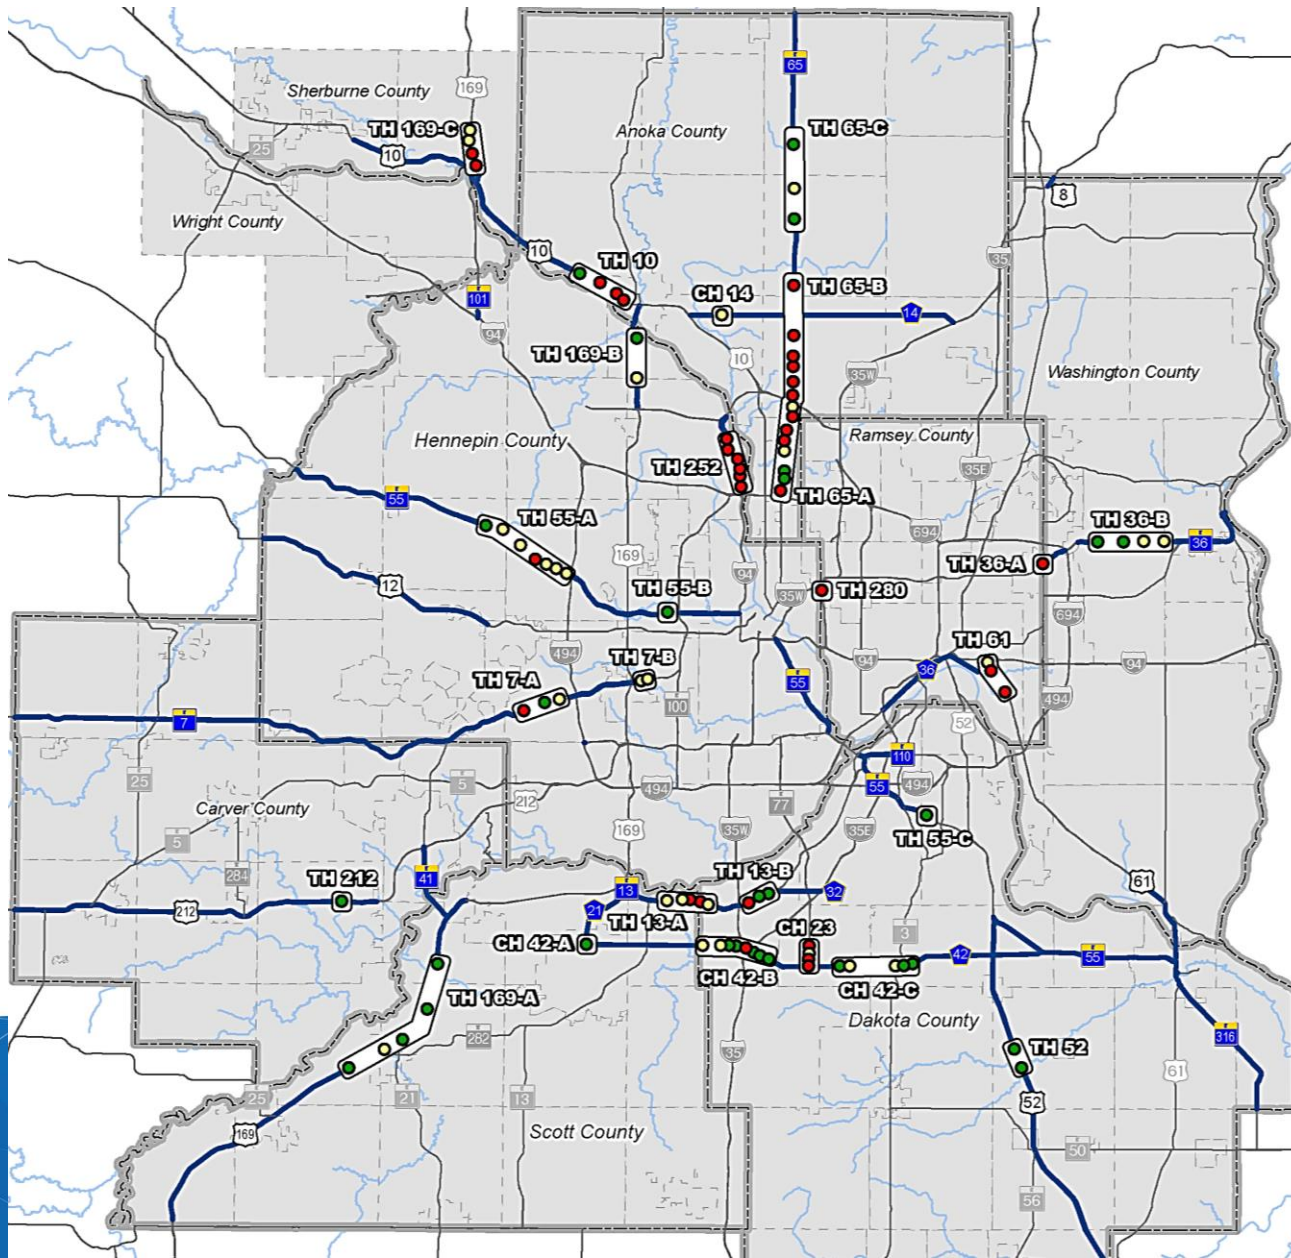 65
Sherburne County
169
TH 169-C
Anoka County
TH 65-C
25
10
8
Wright County
10
TH 10
35
TH 65-B
101
CH 14
14
94
TH 169-B
10
35W
Washington County
Hennepin County
Ramsey County
TH 252
35E
55
TH 65-A
TH 55-A
694
TH 36-B
36
169
TH 36-A
94
12
TH 55-B
35W
TH 280
694
494
TH 7-B
TH 61
94
94
36
TH 7-A
55
100
494
7
52
110
25
5
494
55
494
Carver County
212
77
5
169
35W
35E
TH 55-C
284
TH 212
41
13
TH 13-B
32
61
212
21
TH 13-A
CH 42-A
CH 23
3
42
55
CH 42-B
CH 42-C
TH 169-A
Dakota County
282
35
TH 52
316
61
25
21
13
52
169
Scott County
50
56